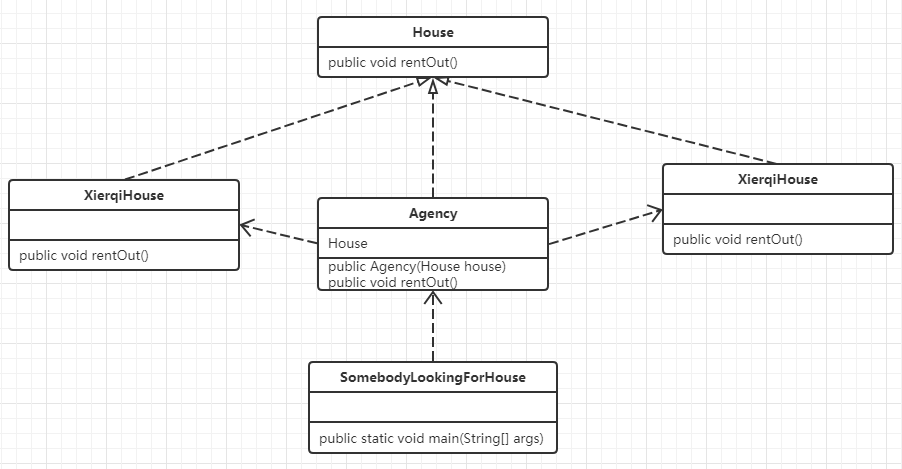 House
public void rentOut()
XierqiHouse
public void rentOut()
Agency
House
public Agency(House house)
public void rentOut()
XierqiHouse
public void rentOut()
SomebodyLookingForHouse
public static void main(String[] args)